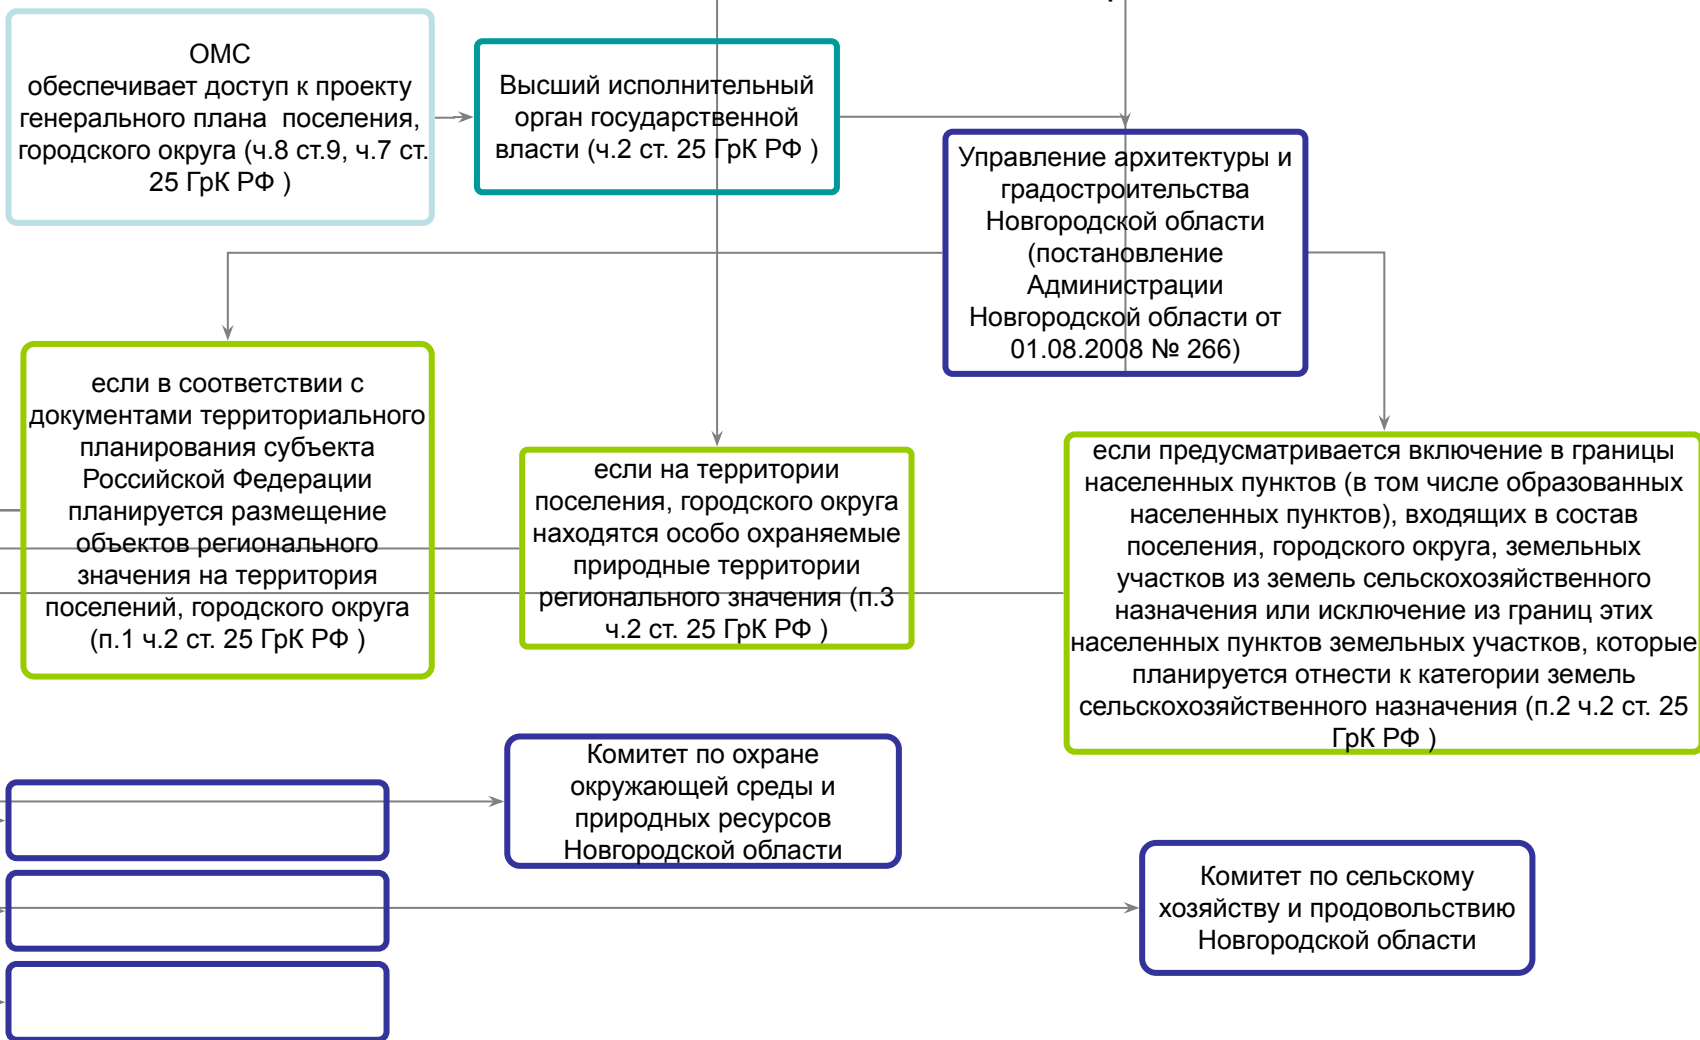 ОМС
обеспечивает доступ к проекту
генерального плана поселения,
городского округа (ч.8 ст.9, ч.7 ст.
25 ГрК РФ )
Высший исполнительный
орган государственной
власти (ч.2 ст. 25 ГрК РФ )
Управление архитектуры и
градостроительства
Новгородской области
(постановление
Администрации
Новгородской области от
01.08.2008 № 266)
если в соответствии с
документами территориального
планирования субъекта
Российской Федерации
планируется размещение
объектов регионального
значения на территория
поселений, городского округа
(п.1 ч.2 ст. 25 ГрК РФ )
если на территории
поселения, городского округа
находятся особо охраняемые
природные территории
регионального значения (п.3
ч.2 ст. 25 ГрК РФ )
если предусматривается включение в границы
населенных пунктов (в том числе образованных
населенных пунктов), входящих в состав
поселения, городского округа, земельных
участков из земель сельскохозяйственного
назначения или исключение из границ этих
населенных пунктов земельных участков, которые
планируется отнести к категории земель
сельскохозяйственного назначения (п.2 ч.2 ст. 25
ГрК РФ )
Комитет по охране
окружающей среды и
природных ресурсов
Новгородской области
Комитет по сельскому
хозяйству и продовольствию
Новгородской области